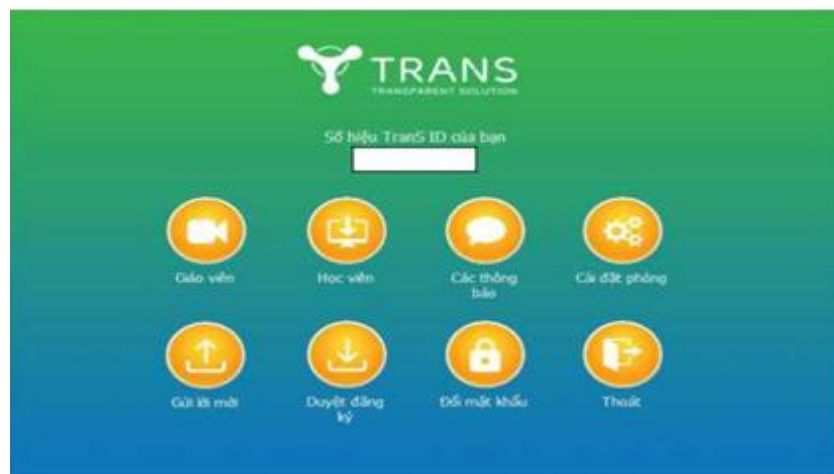 TRANS
TRANSPARENT SOLUTION
Số hiệu TranS ID của bạn
Giáo viên
Học viên
Các thông
báo
Cài đặt phòng
Gửi lời mời
Duyệt đăng
ký
Đổi mật khẩu
Thoát